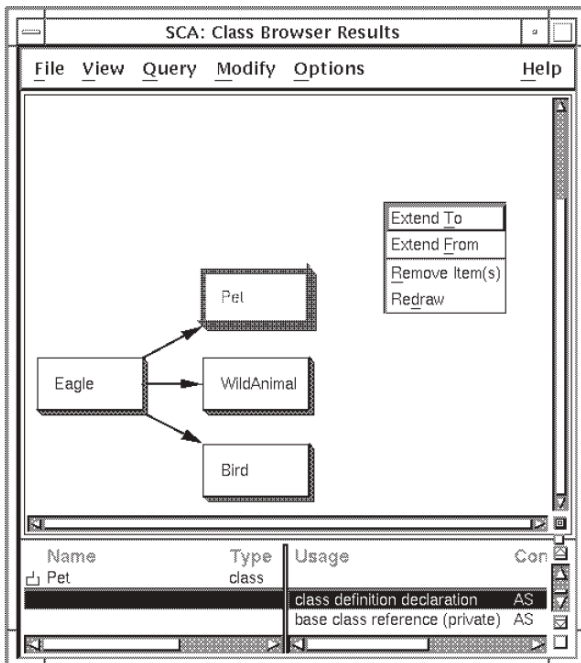 SCA: Class Browser Results
File View Query Modify Options Help
Extend To
Extend From
Remove Item(s)
Redraw
Pet
Eagle
WildAnimal
Bird
Name Type Usage Con
Pet class
class definition declaration AS
base class reference (private) AS